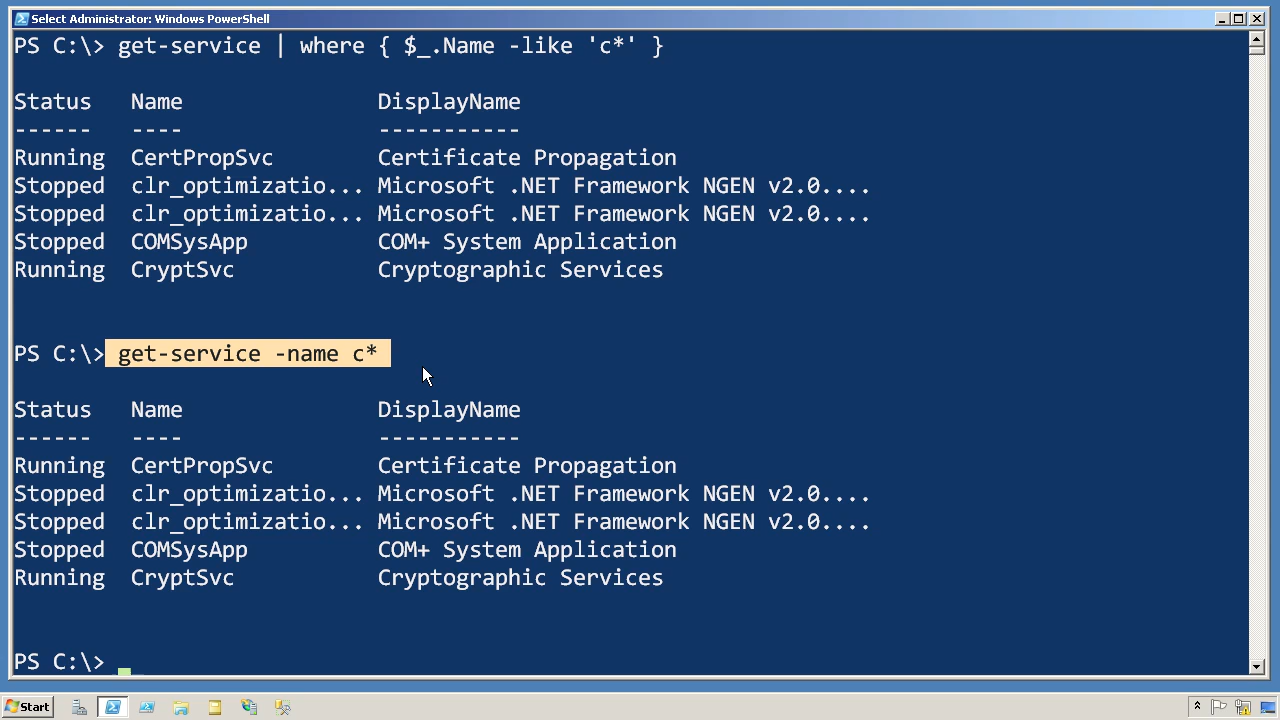 Select Administrator: Windows PowerShell
PS C:\> get-service | where { $_.Name -like 'c*' }
Status   Name               DisplayName
------   ----               -----------
Running  CertPropSvc        Certificate Propagation
Stopped  clr_optimizatio... Microsoft .NET Framework NGEN v2.0....
Stopped  clr_optimizatio... Microsoft .NET Framework NGEN v2.0....
Stopped  COMSysApp          COM+ System Application
Running  CryptSvc           Cryptographic Services
PS C:\> get-service -name c*
Status   Name               DisplayName
------   ----               -----------
Running  CertPropSvc        Certificate Propagation
Stopped  clr_optimizatio... Microsoft .NET Framework NGEN v2.0....
Stopped  clr_optimizatio... Microsoft .NET Framework NGEN v2.0....
Stopped  COMSysApp          COM+ System Application
Running  CryptSvc           Cryptographic Services
PS C:\>
Start